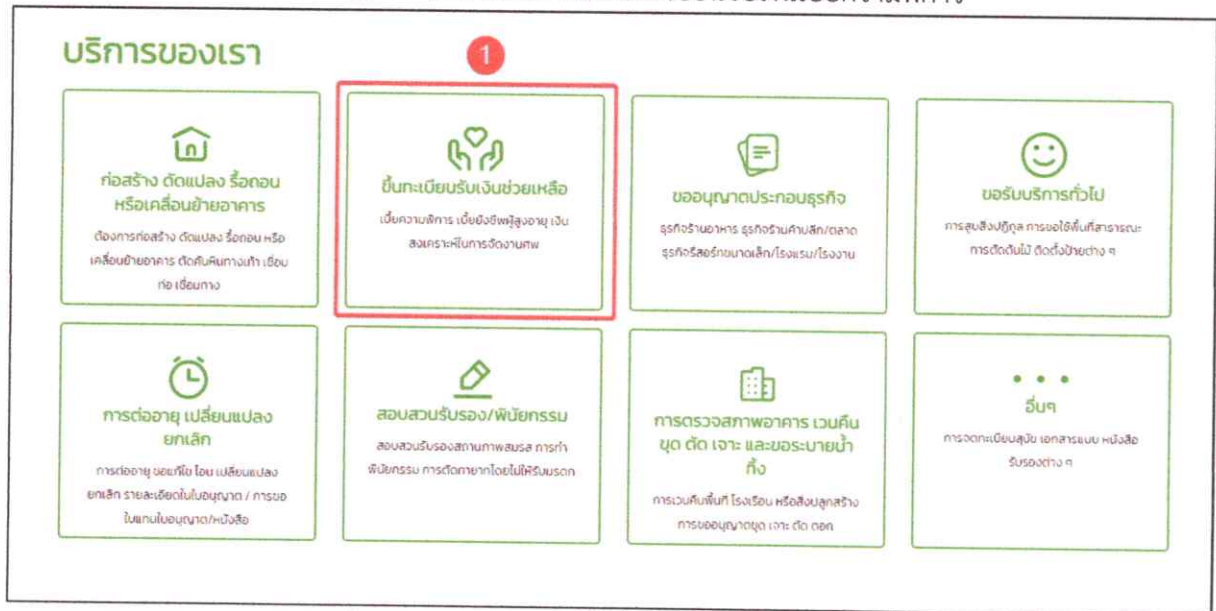 บริการของเรา
1
ก่อสร้าง ดัดแปลง รื้อถอน
หรือเคลื่อนย้ายอาคาร
ต้องการก่อสร้าง ดัดแปลง รื้อถอน หรือ
เคลื่อนย้ายอาคาร ตัดคันหินทางเท้า เชื่อม
ท่อ เชื่อมทาง
ขึ้นทะเบียนรับเงินช่วยเหลือ
เบี้ยความพิการ เบี้ยยังชีพผู้สูงอายุ เงิน
สงเคราะห์ในการจัดงานศพ
ขออนุญาตประกอบธุรกิจ
ธุรกิจร้านอาหาร ธุรกิจร้านค้าปลีก/ตลาด
ธุรกิจรีสอร์ทขนาดเล็ก/โรงแรม/โรงงาน
ขอรับบริการทั่วไป
การสูบสิ่งปฏิกูล การขอใช้พื้นที่สาธารณะ
การตัดต้นไม้ ติดตั้งป้ายต่าง ๆ
การต่ออายุ เปลี่ยนแปลง
ยกเลิก
การต่ออายุ ขอแก้ไข โอน เปลี่ยนแปลง
ยกเลิก รายละเอียดในใบอนุญาต / การขอ
ใบแทนใบอนุญาต/หนังสือ
สอบสวนรับรอง/พินัยกรรม
สอบสวนรับรองสถานภาพสมรส การทำ
พินัยกรรม การตัดทายาทโดยไม่ให้รับมรดก
การตรวจสภาพอาคาร เวนคืน
ขุด ตัด เจาะ และขอระบายน้ำ
ทิ้ง
การเวนคืนพื้นที่ โรงเรือน หรือสิ่งปลูกสร้าง
การขออนุญาตขุด เจาะ ตัด ตอก
อื่นๆ
การจดทะเบียนสุนัข เอกสารแบบ หนังสือ
รับรองต่าง ๆ